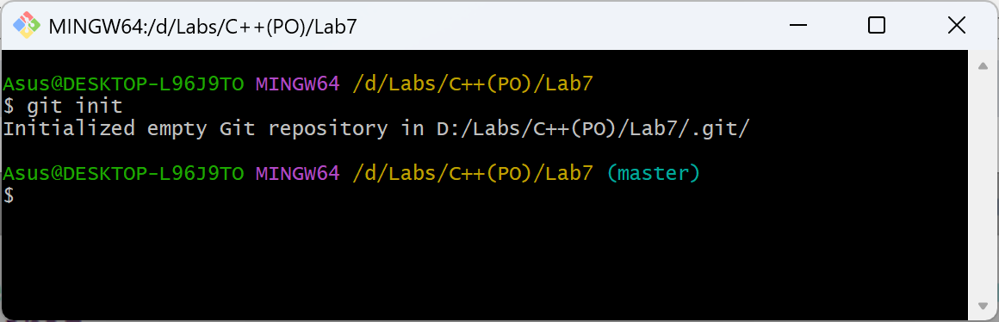 MINGW64:/d/Labs/C++(PO)/Lab7
Asus@DESKTOP-L96J9TO MINGW64 /d/Labs/C++(PO)/Lab7
$ git init
Initialized empty Git repository in D:/Labs/C++(PO)/Lab7/.git/
Asus@DESKTOP-L96J9TO MINGW64 /d/Labs/C++(PO)/Lab7 (master)
$